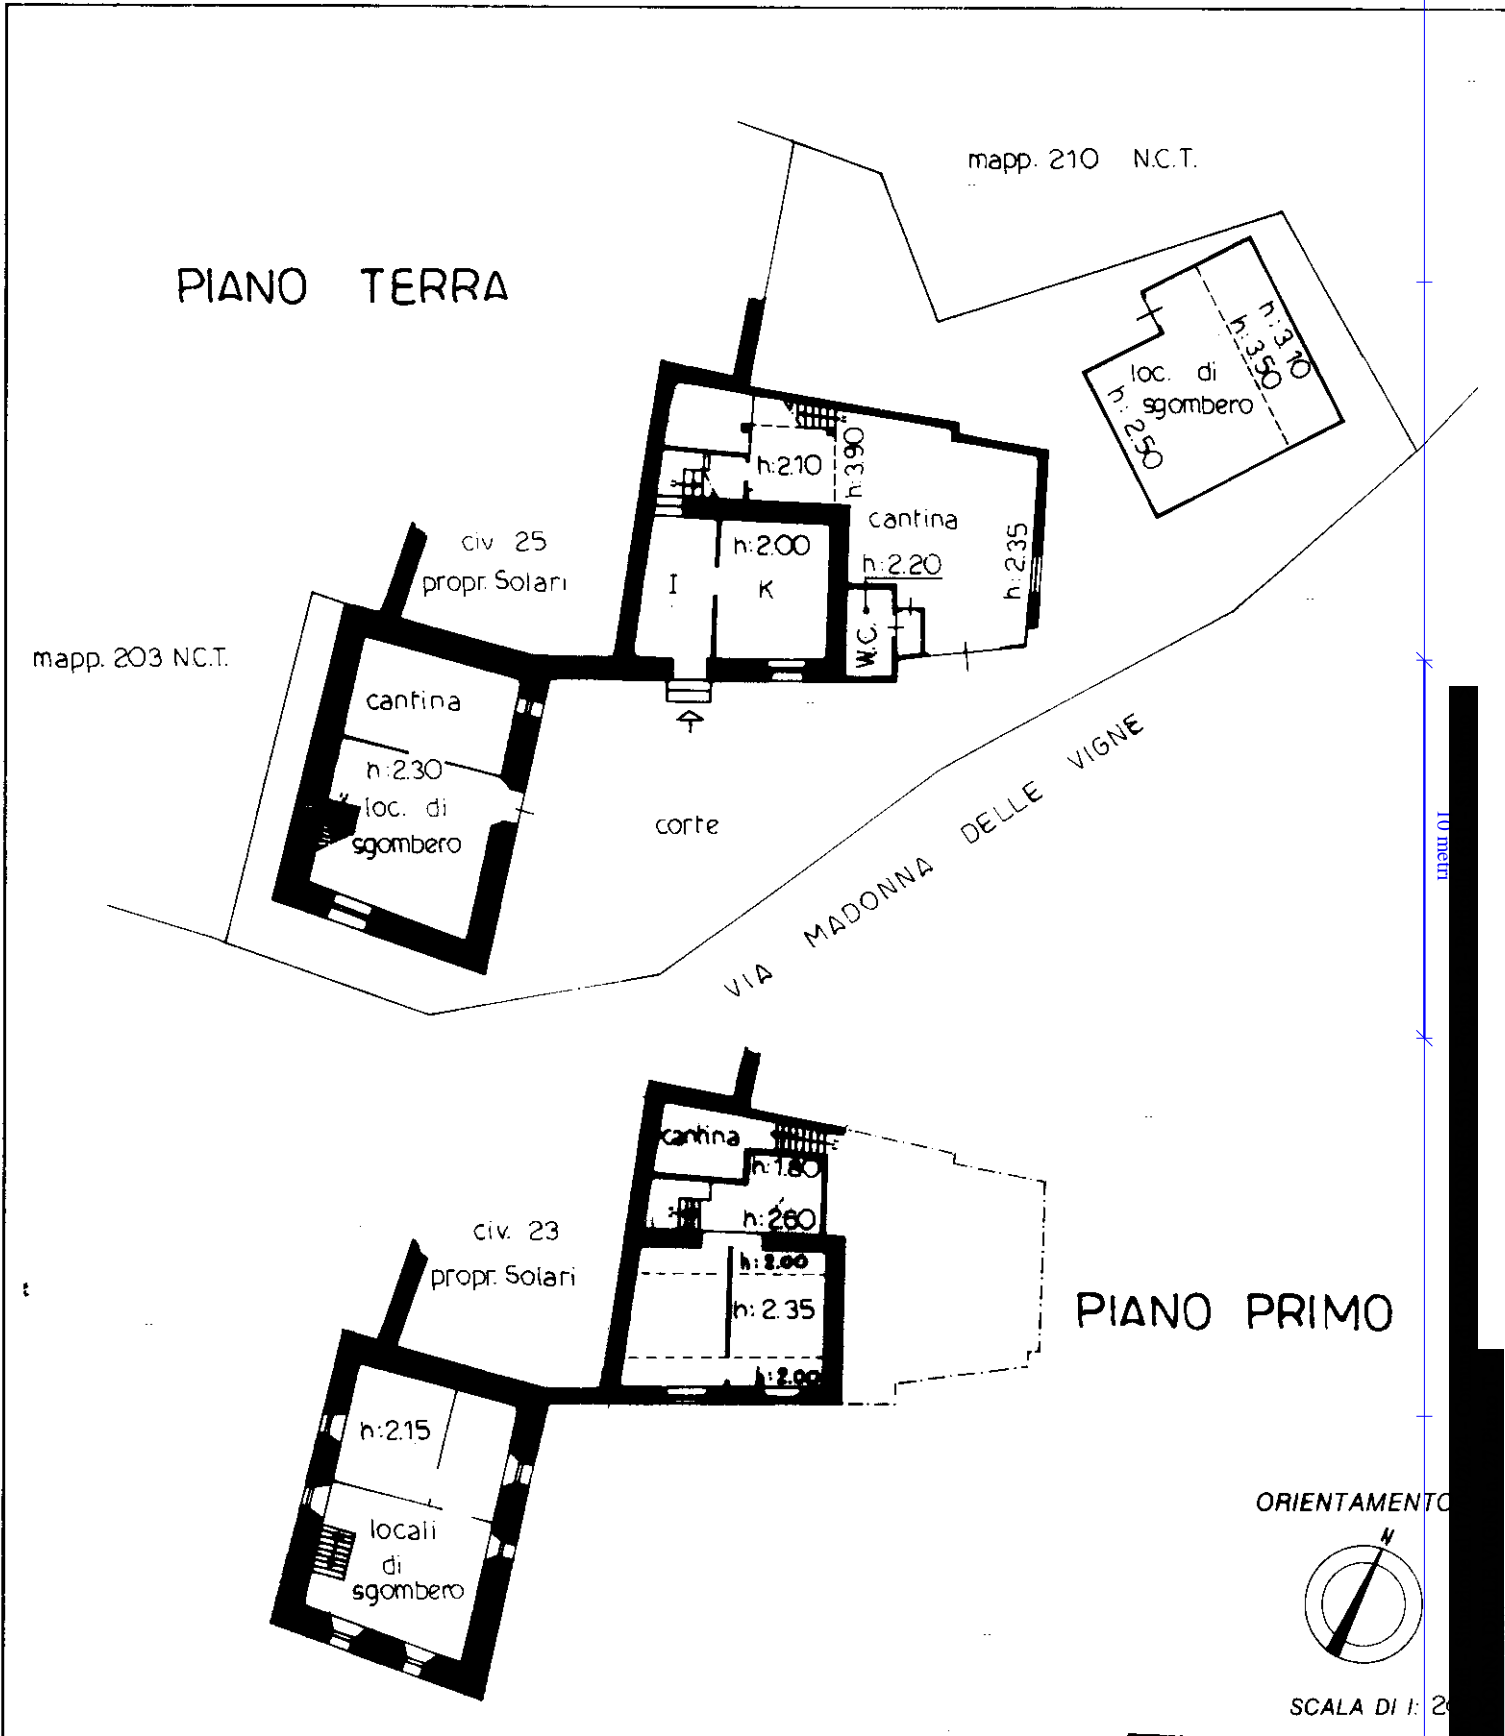 mapp. 210 N.C.T.
PIANO TERRA
h: 3.10
h: 3.50
loc. di
sgombero
h: 2.50
h: 2.10
h: 3.90
cantina
h: 2.20
h: 2.35
civ 25
propr. Solari
h: 2.00
I
K
W.C.
mapp. 203 N.C.T.
cantina
h: 2.30
loc. di
sgombero
corte
VIA MADONNA DELLE VIGNE
10 metri
cantina
h: 1.80
h: 2.60
civ. 23
propr. Solari
h: 2.00
h: 2.35
h: 2.00
PIANO PRIMO
h: 2.15
locali
di
sgombero
ORIENTAMENTO
N
SCALA DI I: